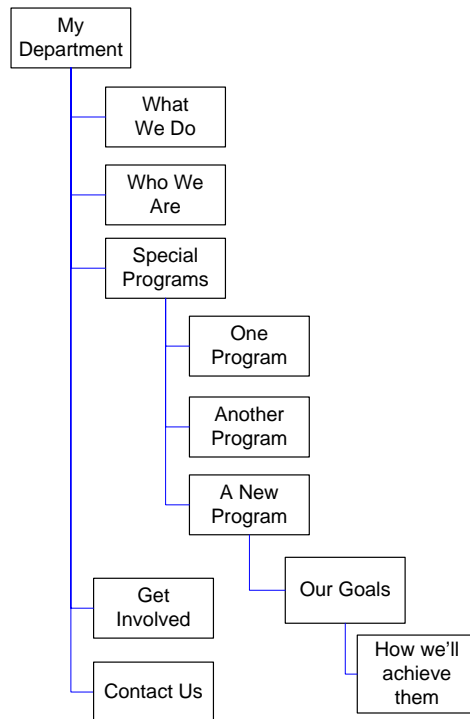 My
Department
What
We Do
Who We
Are
Special
Programs
One
Program
Another
Program
A New
Program
Our Goals
How we'll
achieve
them
Get
Involved
Contact Us